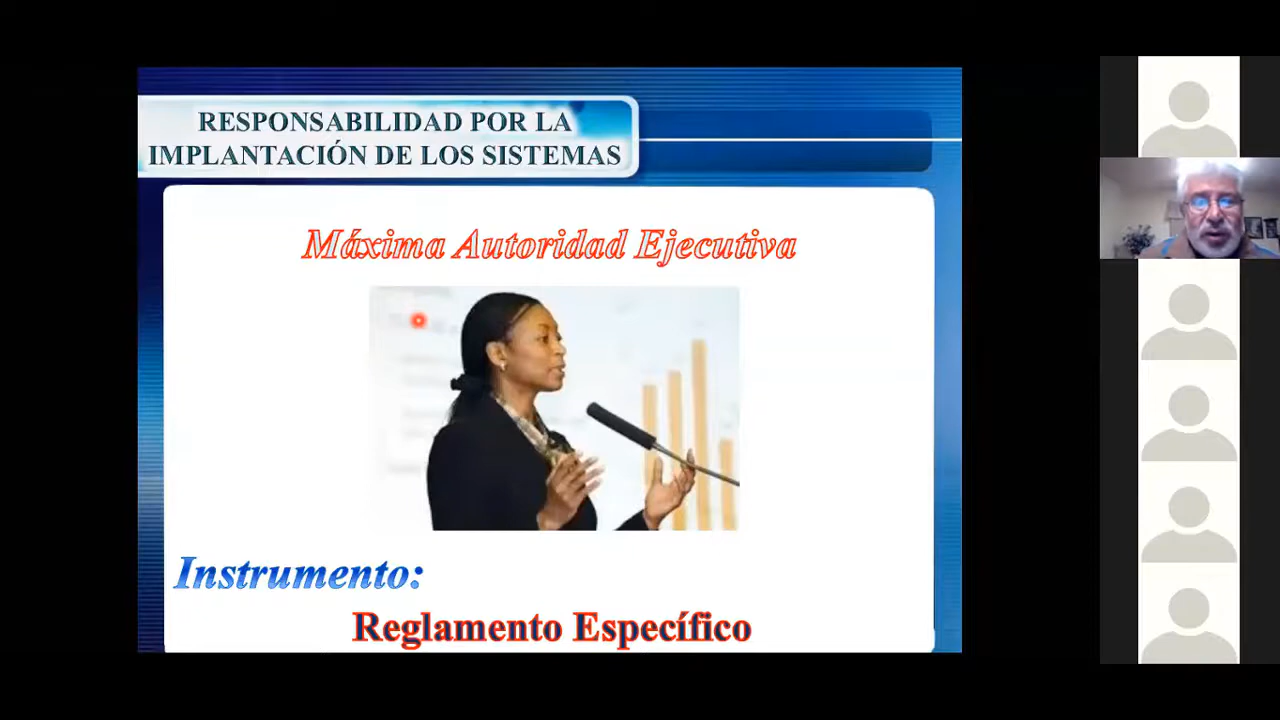 RESPONSABILIDAD POR LA
IMPLANTACIÓN DE LOS SISTEMAS
Máxima Autoridad Ejecutiva
Instrumento:
Reglamento Específico